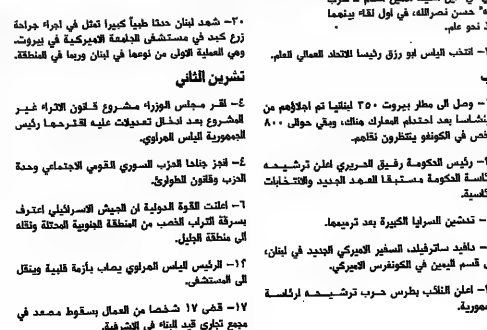 حسن نصرالله، في اول لقاء بينهما
نحو عام.
انتخب الياس ابو رزق رئيسا للاتحاد العمالي العام.
وصل الى مطار بيروت ٣٥٠ لبنانيا تم اجلاؤهم من
بعد احتدام المعارك هناك، وبقي حوالى ٨٠٠
في الكونغو ينتظرون نقلهم.
رئيس الحكومة رفيق الحريري اعلن ترشيحه
الحكومة مستبقا العهد الجديد والانتخابات
تدشين السرايا الكبيرة بعد ترميمها.
دافيد ساترفيلد، السفير الاميركي الجديد في لبنان،
قسم اليمين في الكونغرس الاميركي.
اعلن النائب بطرس حرب ترشيحه لرئاسة
٢٠- شهد لبنان حدثا طبياً كبيرا تمثل في اجراء جراحة
زرع كبد في مستشفى الجامعة الاميركية في بيروت.
وهي العملية الاولى من نوعها في لبنان وربما في المنطقة.
تشرين الثاني
٤- اقر مجلس الوزراء مشروع قانون الاثراء غير
المشروع بعد ادخال تعديلات عليه اقترحها رئيس
الجمهورية الياس الهراوي.
٤- انجز جناحا الحزب السوري القومي الاجتماعي وحدة
الحزب وقانون الطوارئ.
٦- اعلنت القوة الدولية ان الجيش الاسرائيلي اعترف
بسرقة التراب الخصب من المنطقة الجنوبية المحتلة ونقله
الى منطقة الجليل.
١٢- الرئيس الياس الهراوي يصاب بأزمة قلبية وينقل
الى المستشفى.
١٧- قضى ١٧ شخصا من العمال بسقوط مصعد في
مجمع تجاري قيد البناء في الاشرفية.